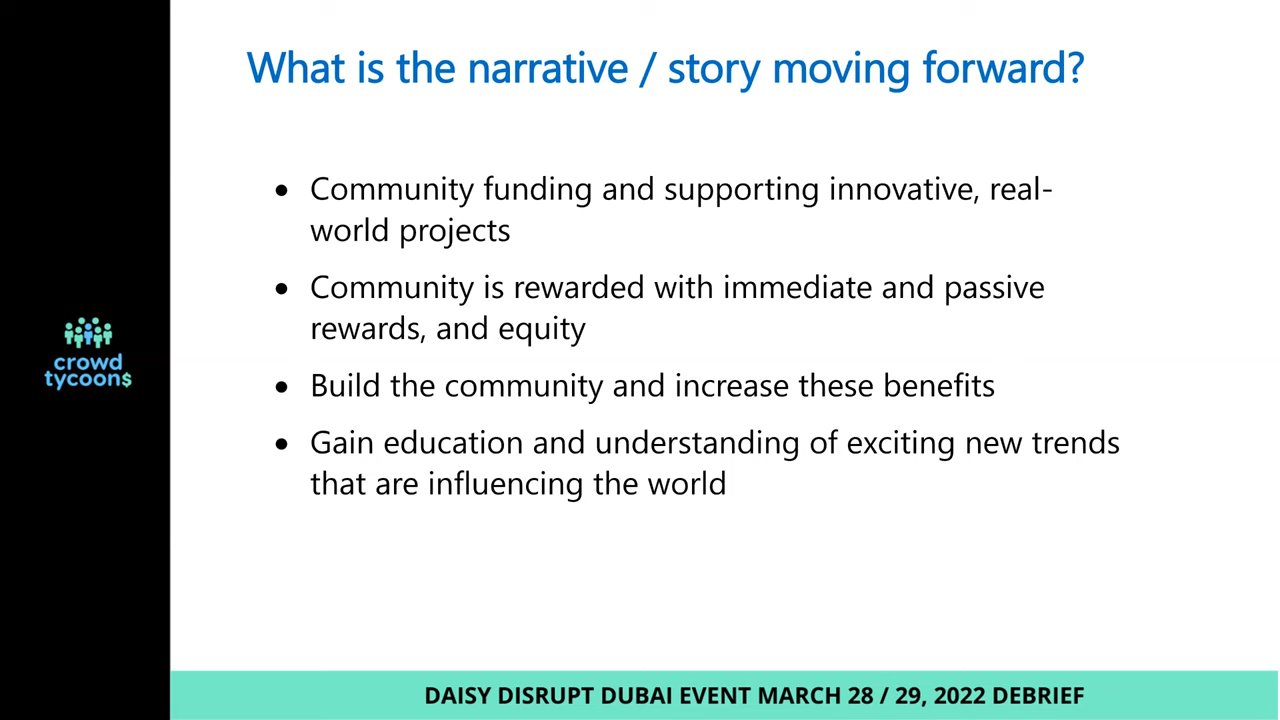 What is the narrative / story moving forward?
• Community funding and supporting innovative, real-
world projects
• Community is rewarded with immediate and passive
rewards, and equity
• Build the community and increase these benefits
• Gain education and understanding of exciting new trends
that are influencing the world
crowd
tycoon$
DAISY DISRUPT DUBAI EVENT MARCH 28 / 29, 2022 DEBRIEF